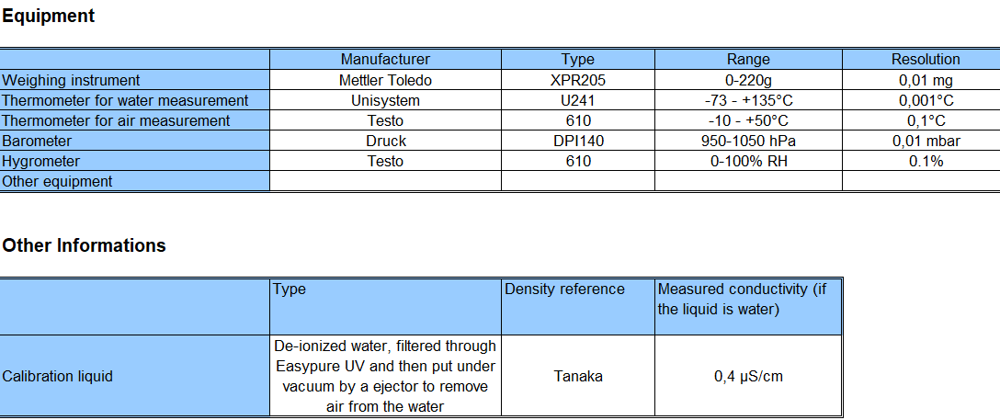 Equipment
Manufacturer Type Range Resolution
Weighing instrument Mettler Toledo XPR205 0-220g 0,01 mg
Thermometer for water measurement Unisystem U241 -73 - +135°C 0,001°C
Thermometer for air measurement Testo 610 -10 - +50°C 0,1°C
Barometer Druck DPI140 950-1050 hPa 0,01 mbar
Hygrometer Testo 610 0-100% RH 0.1%
Other equipment
Other Informations
Type Density reference Measured conductivity (if
the liquid is water)
De-ionized water, filtered through
Easypure UV and then put under
Calibration liquid vacuum by a ejector to remove Tanaka 0,4 µS/cm
air from the water